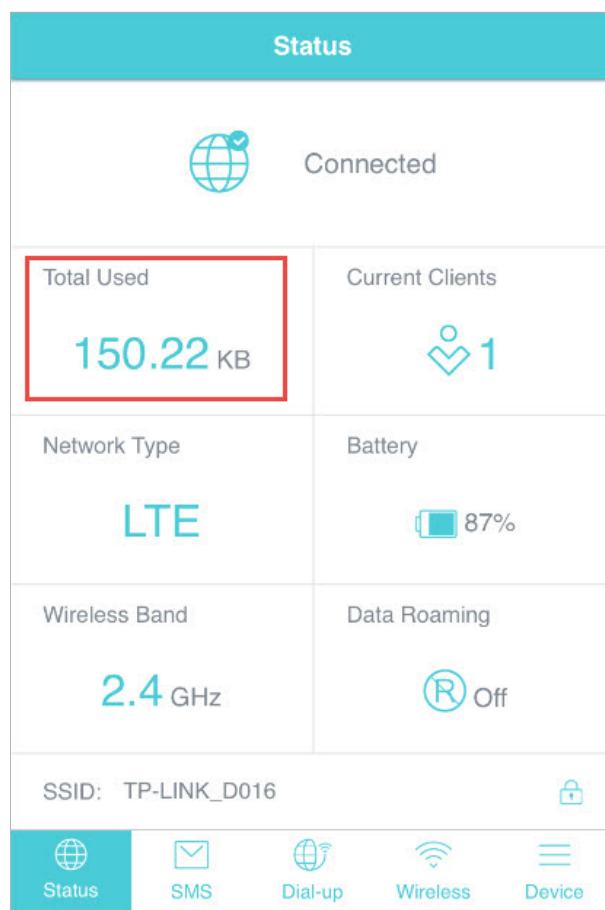 Status
Connected
Total Used
150.22 KB
Current Clients
1
Network Type
LTE
Battery
87%
Wireless Band
2.4 GHz
Data Roaming
R Off
SSID: TP-LINK_D016
Status
SMS
Dial-up
Wireless
Device